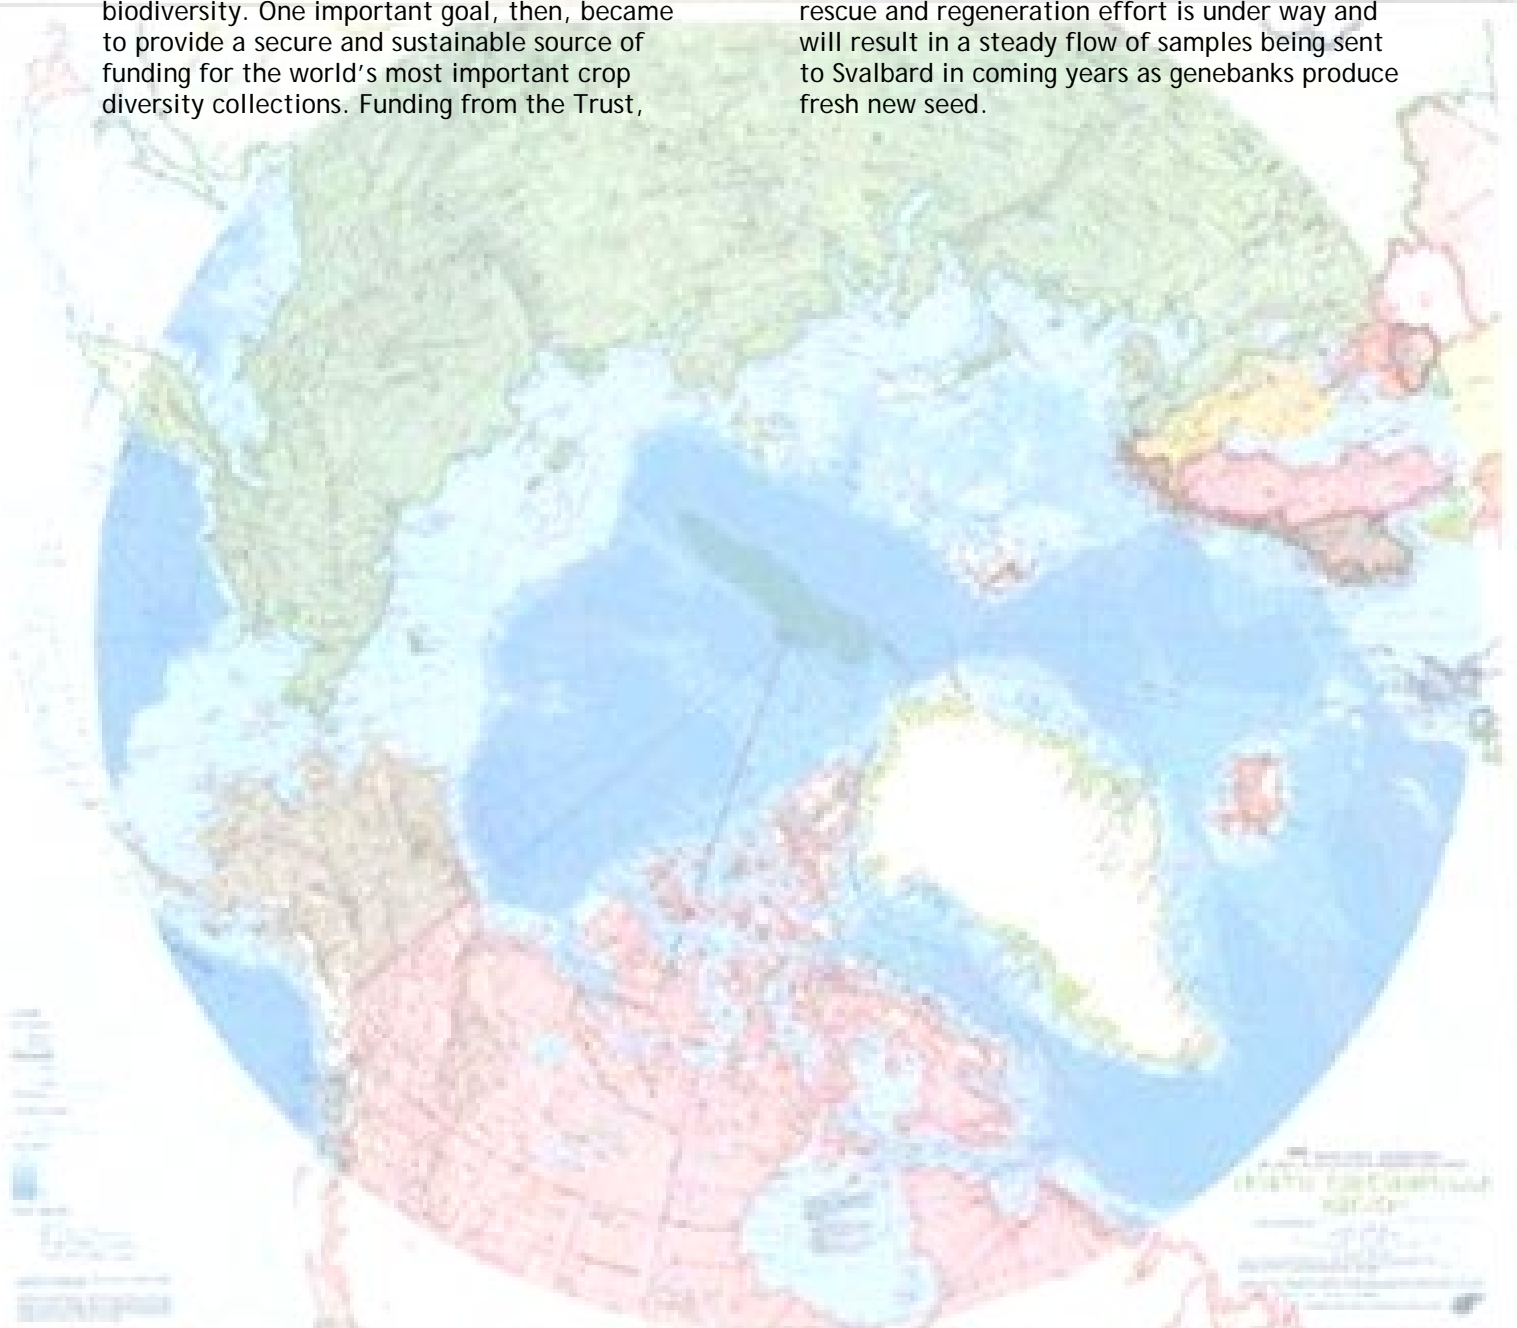 biodiversity. One important goal, then, became
to provide a secure and sustainable source of
funding for the world's most important crop
diversity collections. Funding from the Trust,
rescue and regeneration effort is under way and
will result in a steady flow of samples being sent
to Svalbard in coming years as genebanks produce
fresh new seed.